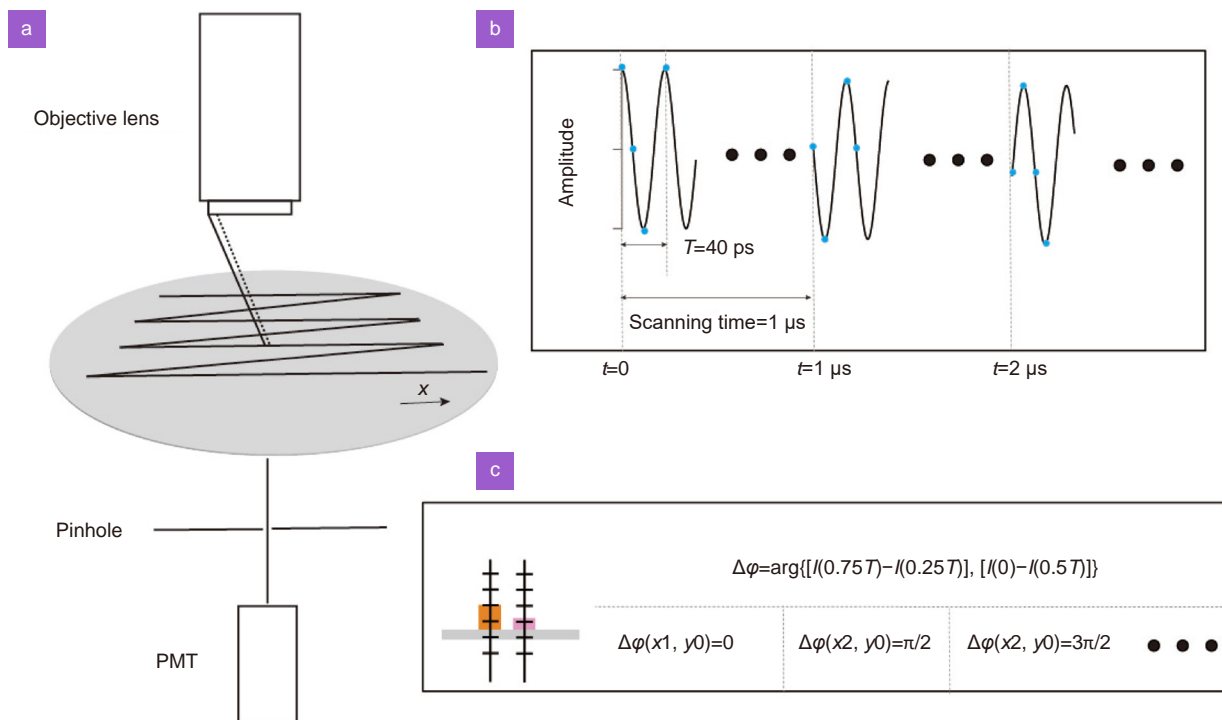 a
Objective lens
x
Pinhole
PMT
b
Amplitude
T=40 ps
Scanning time=1 μs
t=0
t=1 μs
t=2 μs
c
Δφ=arg{[I(0.75T)−I(0.25T)], [I(0)−I(0.5T)]}
Δφ(x1, y0)=0
Δφ(x2, y0)=π/2
Δφ(x2, y0)=3π/2